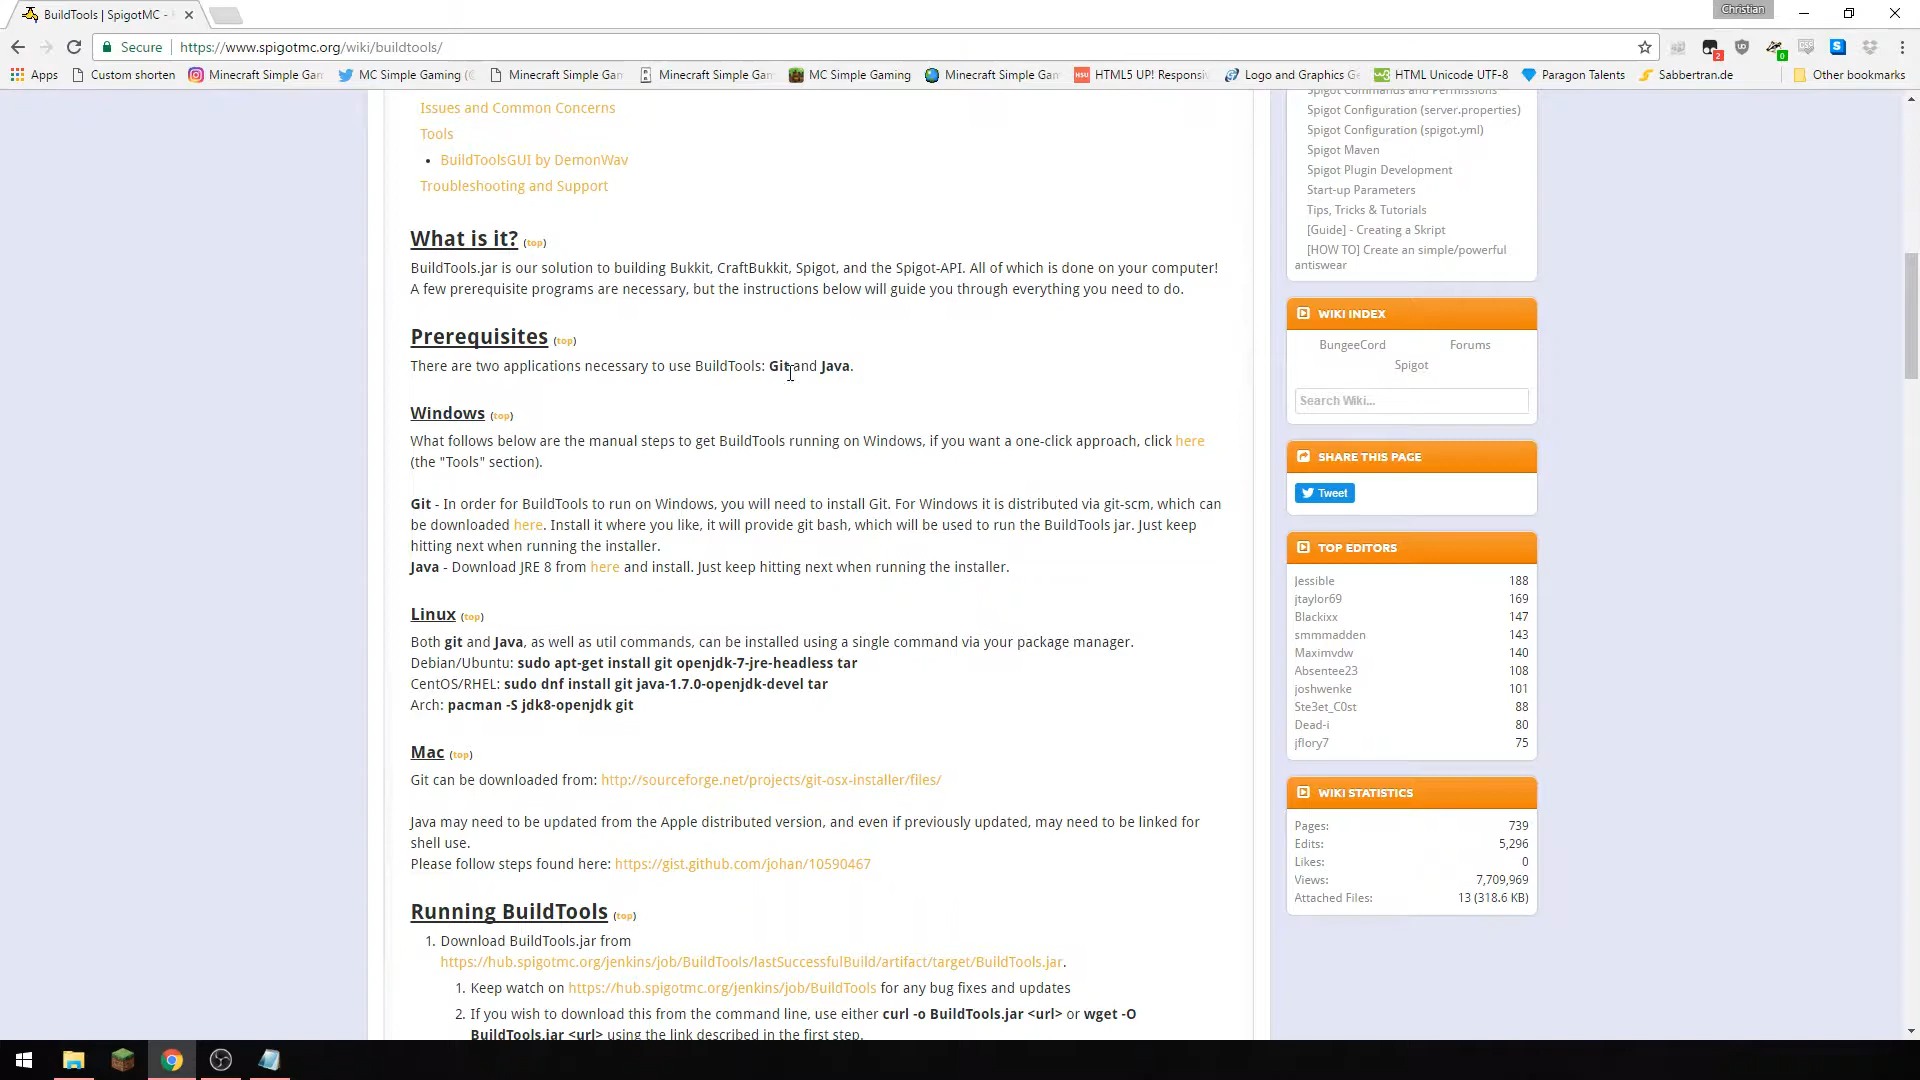 BuildTools | SpigotMC -
Christian
Secure | https://www.spigotmc.org/wiki/buildtools/
Apps Custom shorten Minecraft Simple Gam MC Simple Gaming ( Minecraft Simple Gam Minecraft Simple Gam MC Simple Gaming Minecraft Simple Gam HTML5 UP! Responsiv Logo and Graphics Ge HTML Unicode UTF-8 Paragon Talents Sabbertran.de Other bookmarks
Issues and Common Concerns
Tools
• BuildToolsGUI by DemonWav
Troubleshooting and Support
What is it? (top)
BuildTools.jar is our solution to building Bukkit, CraftBukkit, Spigot, and the Spigot-API. All of which is done on your computer!
A few prerequisite programs are necessary, but the instructions below will guide you through everything you need to do.
Prerequisites (top)
There are two applications necessary to use BuildTools: Git and Java.
Windows (top)
What follows below are the manual steps to get BuildTools running on Windows, if you want a one-click approach, click here
(the "Tools" section).
Git - In order for BuildTools to run on Windows, you will need to install Git. For Windows it is distributed via git-scm, which can
be downloaded here. Install it where you like, it will provide git bash, which will be used to run the BuildTools jar. Just keep
hitting next when running the installer.
Java - Download JRE 8 from here and install. Just keep hitting next when running the installer.
Linux (top)
Both git and Java, as well as util commands, can be installed using a single command via your package manager.
Debian/Ubuntu: sudo apt-get install git openjdk-7-jre-headless tar
CentOS/RHEL: sudo dnf install git java-1.7.0-openjdk-devel tar
Arch: pacman -S jdk8-openjdk git
Mac (top)
Git can be downloaded from: http://sourceforge.net/projects/git-osx-installer/files/
Java may need to be updated from the Apple distributed version, and even if previously updated, may need to be linked for
shell use.
Please follow steps found here: https://gist.github.com/johan/10590467
Running BuildTools (top)
1. Download BuildTools.jar from
https://hub.spigotmc.org/jenkins/job/BuildTools/lastSuccessfulBuild/artifact/target/BuildTools.jar.
1. Keep watch on https://hub.spigotmc.org/jenkins/job/BuildTools for any bug fixes and updates
2. If you wish to download this from the command line, use either curl -o BuildTools.jar <url> or wget -O
BuildTools.jar <url> using the link described in the first step.
Spigot Commands and Permissions
Spigot Configuration (server.properties)
Spigot Configuration (spigot.yml)
Spigot Maven
Spigot Plugin Development
Start-up Parameters
Tips, Tricks & Tutorials
[Guide] - Creating a Skript
[HOW TO] Create an simple/powerful
antiswear
WIKI INDEX
BungeeCord Forums
Spigot
Search Wiki...
SHARE THIS PAGE
Tweet
TOP EDITORS
Jessible 188
jtaylor69 169
Blackixx 147
smmmadden 143
Maximvdw 140
Absentee23 108
joshwenke 101
Ste3et_C0st 88
Dead-i 80
jflory7 75
WIKI STATISTICS
Pages: 739
Edits: 5,296
Likes: 0
Views: 7,709,969
Attached Files: 13 (318.6 KB)